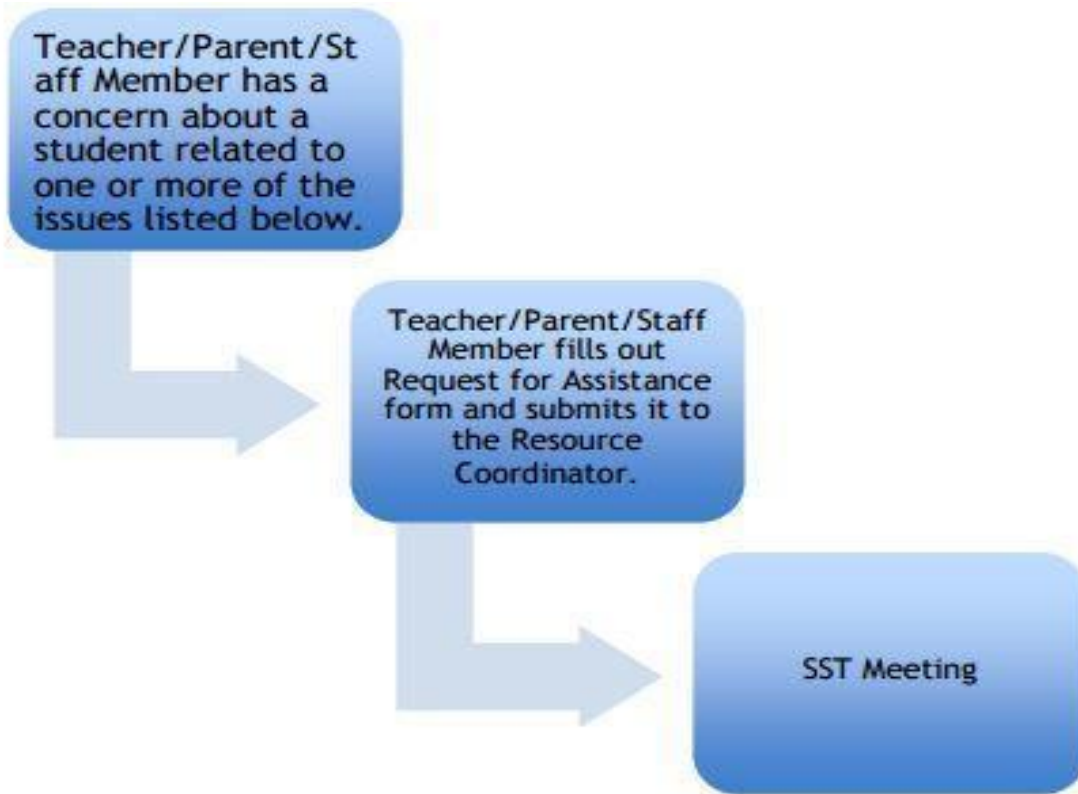 Teacher/Parent/St
aff Member has a
concern about a
student related to
one or more of the
issues listed below.
Teacher/Parent/Staff
Member fills out
Request for Assistance
form and submits it to
the Resource
Coordinator.
SST Meeting